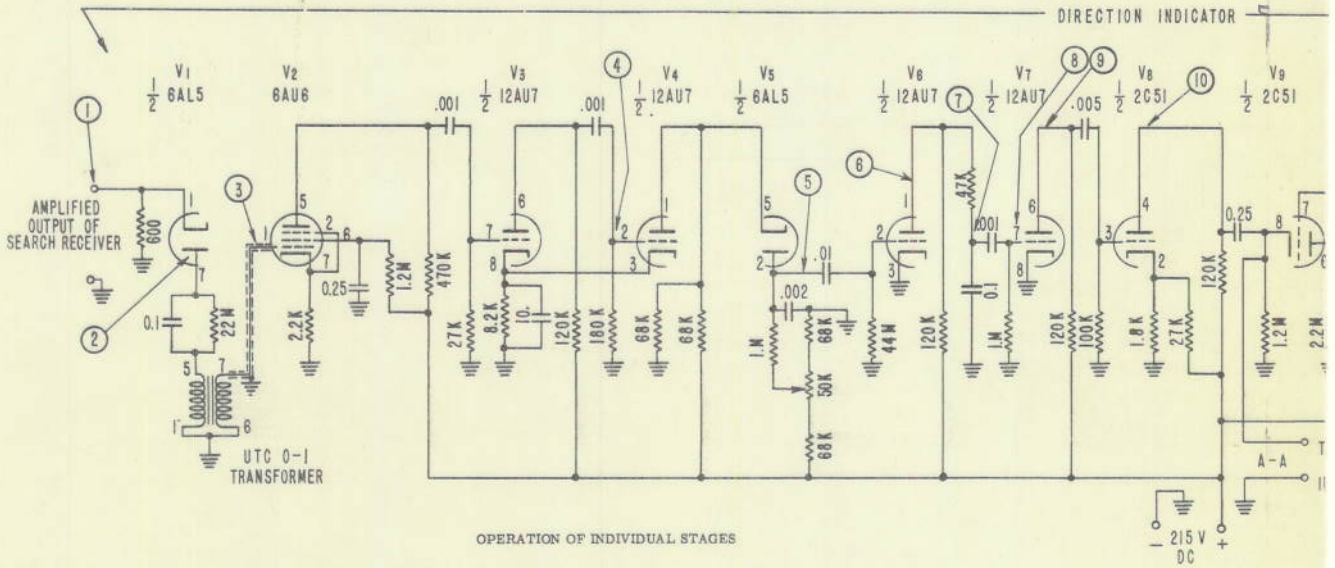 DIRECTION INDICATOR
V1
1/2 6AL5
V2
6AU6
V3
1/2 12AU7
V4
1/2 12AU7
V5
1/2 6AL5
V6
1/2 12AU7
V7
1/2 12AU7
V8
1/2 2C51
V9
1/2 2C51
1
2
3
4
5
6
7
8
9
10
AMPLIFIED
OUTPUT OF
SEARCH RECEIVER
600
1
7
0.1
22M
5
7
1
6
UTC O-1
TRANSFORMER
1
5
2
6
7
0.25
2.2K
1.2M
470K
.001
27K
7
6
8
8.2K
10.
120K
.001
180K
2
1
3
68K
68K
5
2
.01
.002
1.M
68K
50K
68K
44M
2
1
3
120K
47K
.001
0.1
1.M
7
6
8
120K
.005
100K
3
4
2
1.8K
27K
120K
0.25
8
7
6
1.2M
2.2M
A-A
215 V
DC
−
+
OPERATION OF INDIVIDUAL STAGES